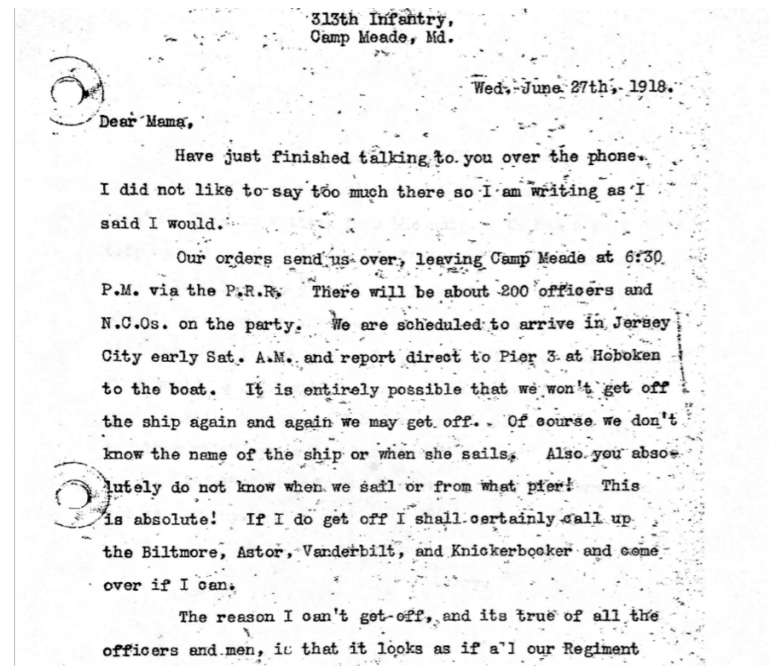 313th Infantry,
Camp Meade, Md.
Wed. June 27th, 1918.
Dear Mama,
Have just finished talking to you over the phone.
I did not like to say too much there so I am writing as I
said I would.
Our orders send us over, leaving Camp Meade at 6:30
P.M. via the P.R.R. There will be about 200 officers and
N.C.Os. on the party. We are scheduled to arrive in Jersey
City early Sat. A.M. and report direct to Pier 3 at Hoboken
to the boat. It is entirely possible that we won't get off
the ship again and again we may get off. Of course we don't
know the name of the ship or when she sails. Also you abso-
lutely do not know when we sail or from what pier! This
is absolute! If I do get off I shall certainly call up
the Biltmore, Astor, Vanderbilt, and Knickerbocker and come
over if I can.
The reason I can't get off, and its true of all the
officers and men, is that it looks as if all our Regiment